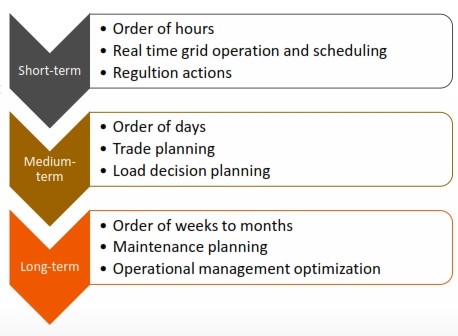 Short-term
• Order of hours
• Real time grid operation and scheduling
• Regultion actions
Medium-
term
• Order of days
• Trade planning
• Load decision planning
Long-term
• Order of weeks to months
• Maintenance planning
• Operational management optimization